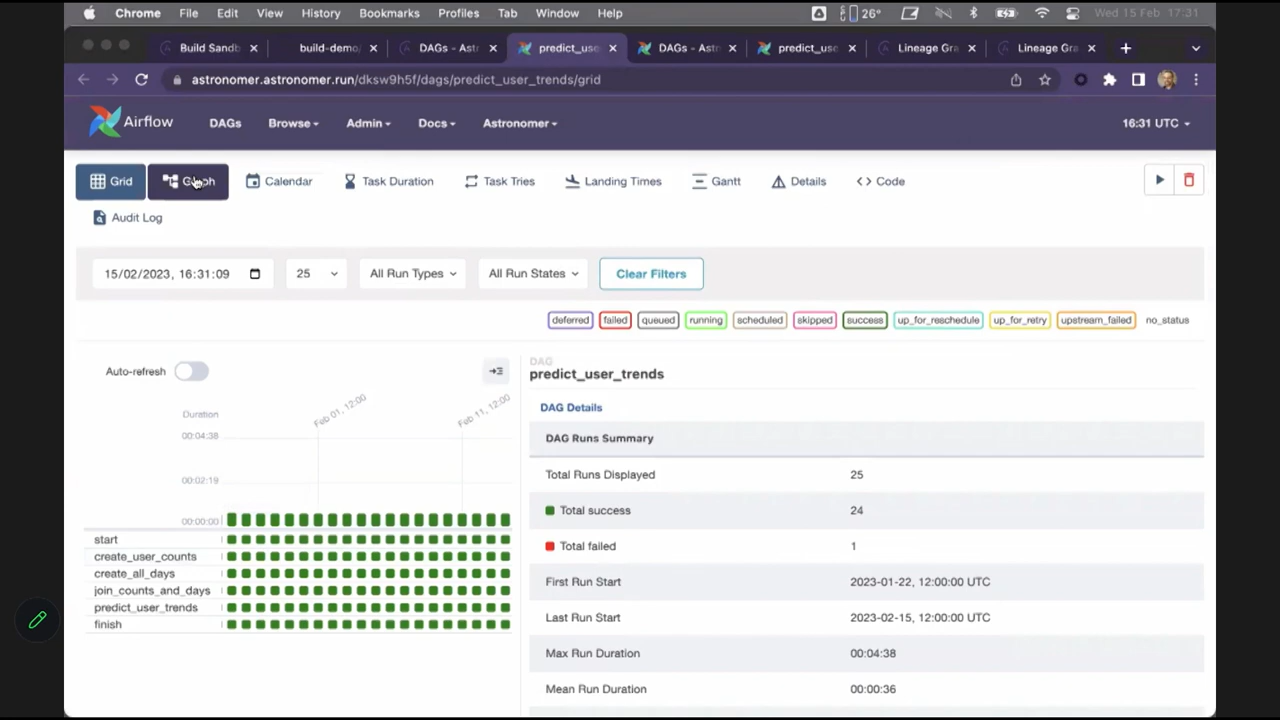 Chrome File Edit View History Bookmarks Profiles Tab Window Help 26° Wed 15 Feb 17:31
Build Sandb build-demo/ DAGs - Astr predict_use DAGs - Astr predict_use Lineage Gra Lineage Gra
astronomer.astronomer.run/dksw9h5f/dags/predict_user_trends/grid
Airflow DAGs Browse Admin Docs Astronomer 16:31 UTC
Grid Graph Calendar Task Duration Task Tries Landing Times Gantt Details <> Code
Audit Log
15/02/2023, 16:31:09 25 All Run Types All Run States Clear Filters
deferred failed queued running scheduled skipped success up_for_reschedule up_for_retry upstream_failed no_status
Auto-refresh
DAG
predict_user_trends
DAG Details
Duration
Feb 01, 12:00
Feb 11, 12:00
00:04:38
00:02:19
00:00:00
start
create_user_counts
create_all_days
join_counts_and_days
predict_user_trends
finish
DAG Runs Summary
Total Runs Displayed 25
Total success 24
Total failed 1
First Run Start 2023-01-22, 12:00:00 UTC
Last Run Start 2023-02-15, 12:00:00 UTC
Max Run Duration 00:04:38
Mean Run Duration 00:00:36